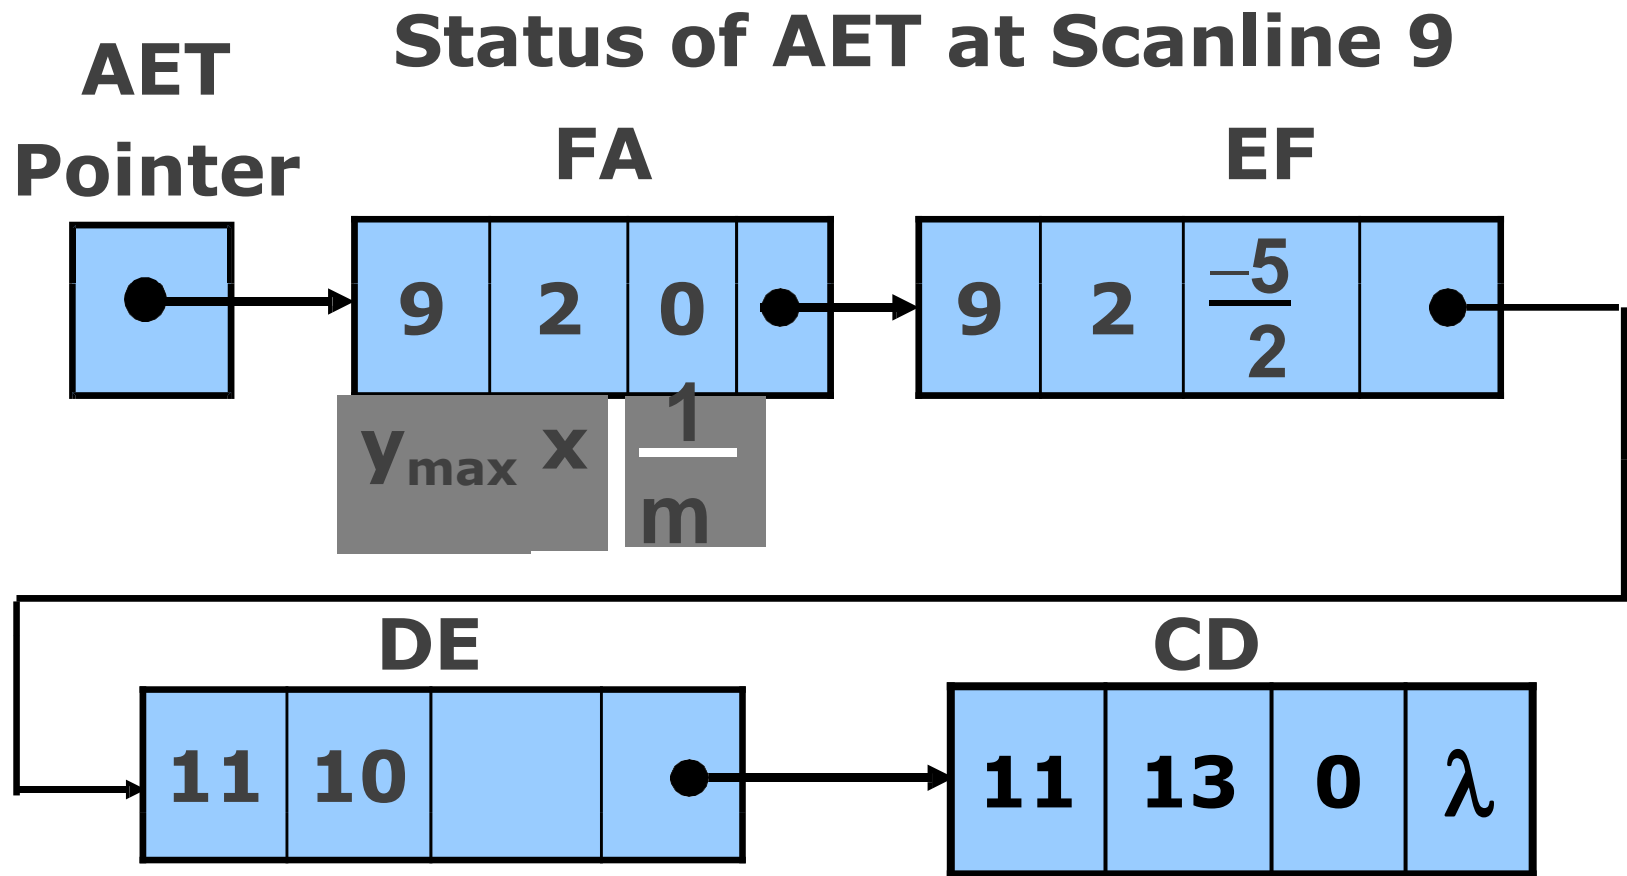 Status of AET at Scanline 9
AET
Pointer
FA
EF
9 2 0
9 2 –5
2
ymax x 1
m
DE
CD
11 10
11 13 0 λ